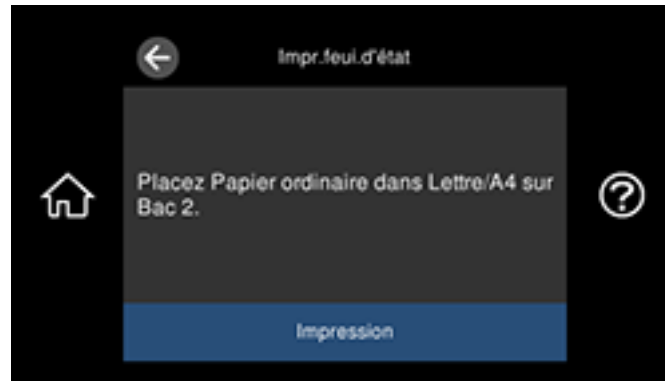 Impr.feui.d'état
Placez Papier ordinaire dans Lettre/A4 sur
Bac 2.
Impression